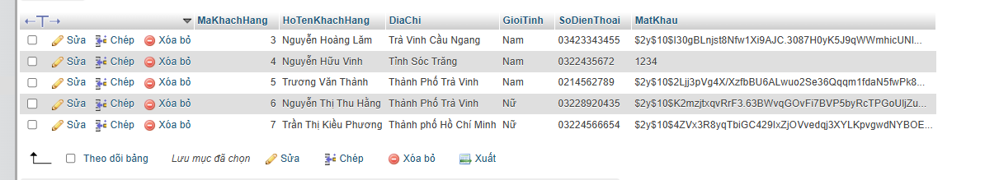 MaKhachHang HoTenKhachHang DiaChi GioiTinh SoDienThoai MatKhau
Sửa Chép Xóa bỏ 3 Nguyễn Hoảng Lăm Trà Vinh Cầu Ngang Nam 03423343455 $2y$10$l30gBLnjst8Nfw1Xi9AJC.3087H0yK5J9qWWmhicUNl...
Sửa Chép Xóa bỏ 4 Nguyễn Hữu Vinh Tỉnh Sóc Trăng Nam 0322435672 1234
Sửa Chép Xóa bỏ 5 Trương Văn Thành Thành Phố Trà Vinh Nam 0214562789 $2y$10$2Ljj3pVg4X/XzfbBU6ALwuo2Se36Qqqm1fdaN5fwPk8...
Sửa Chép Xóa bỏ 6 Nguyễn Thị Thu Hằng Thành Phố Trà Vinh Nữ 03228920435 $2y$10$K2mzjtxqvRrF3.63BWvqGOvFi7BVP5byRcTPGoUljZu...
Sửa Chép Xóa bỏ 7 Trần Thị Kiều Phương Thành phố Hồ Chí Minh Nữ 03224566654 $2y$10$4ZVx3R8yqTbiGC429lxZjOVvedqj3XYLKpvgwdNYBOE...
Theo dõi bảng Lưu mục đã chọn Sửa Chép Xóa bỏ Xuất